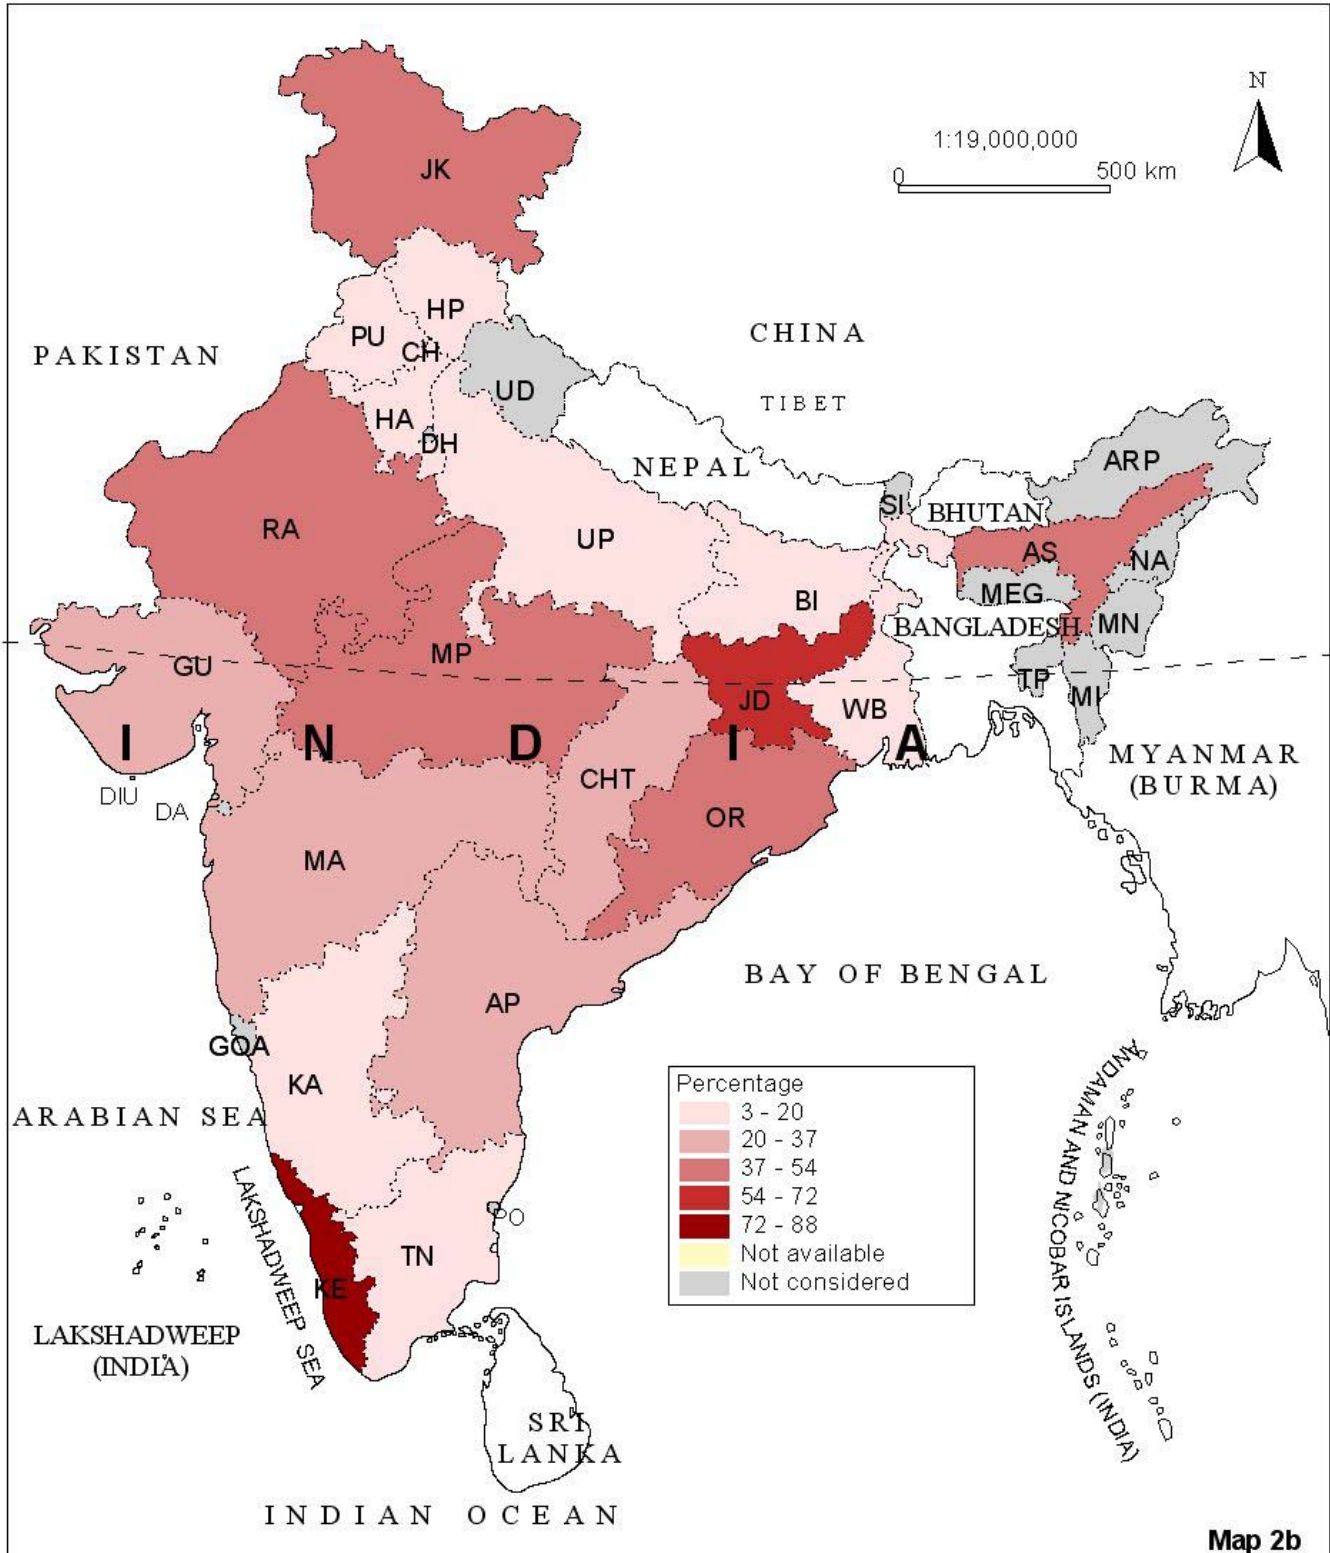 N
1:19,000,000
0
500 km
JK
HP
PU
CH
CHINA
PAKISTAN
UD
TIBET
HA
DH
NEPAL
ARP
SI
BHUTAN
RA
UP
AS
NA
MEG
BI
BANGLADESH
MN
MP
GU
TP
MI
JD
WB
I N D I A
MYANMAR
(BURMA)
CHT
DIU
DA
OR
MA
BAY OF BENGAL
AP
GOA
KA
ANDAMAN AND NICOBAR ISLANDS (INDIA)
ARABIAN SEA
Percentage
3 - 20
20 - 37
37 - 54
54 - 72
72 - 88
Not available
Not considered
LAKSHADWEEP SEA
PO
TN
KE
LAKSHADWEEP
(INDIA)
SRI
LANKA
INDIAN OCEAN
Map 2b